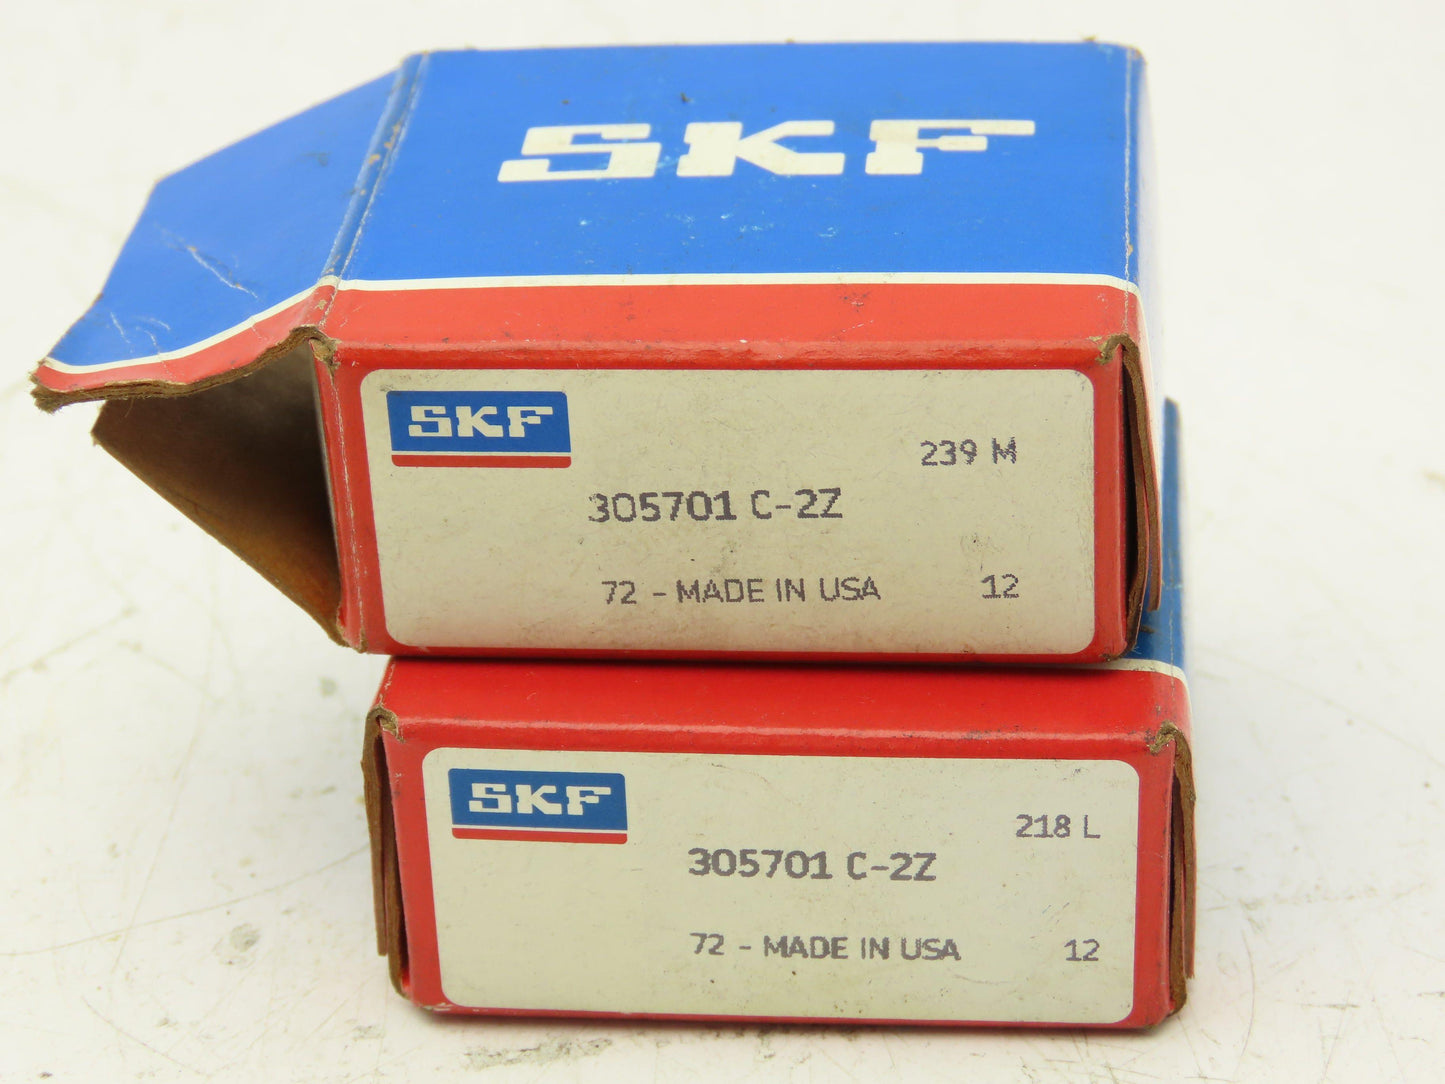 SKF
SKF
239 M
305701 C-2Z
72 - MADE IN USA 12
SKF
218 L
305701 C-2Z
72 - MADE IN USA 12